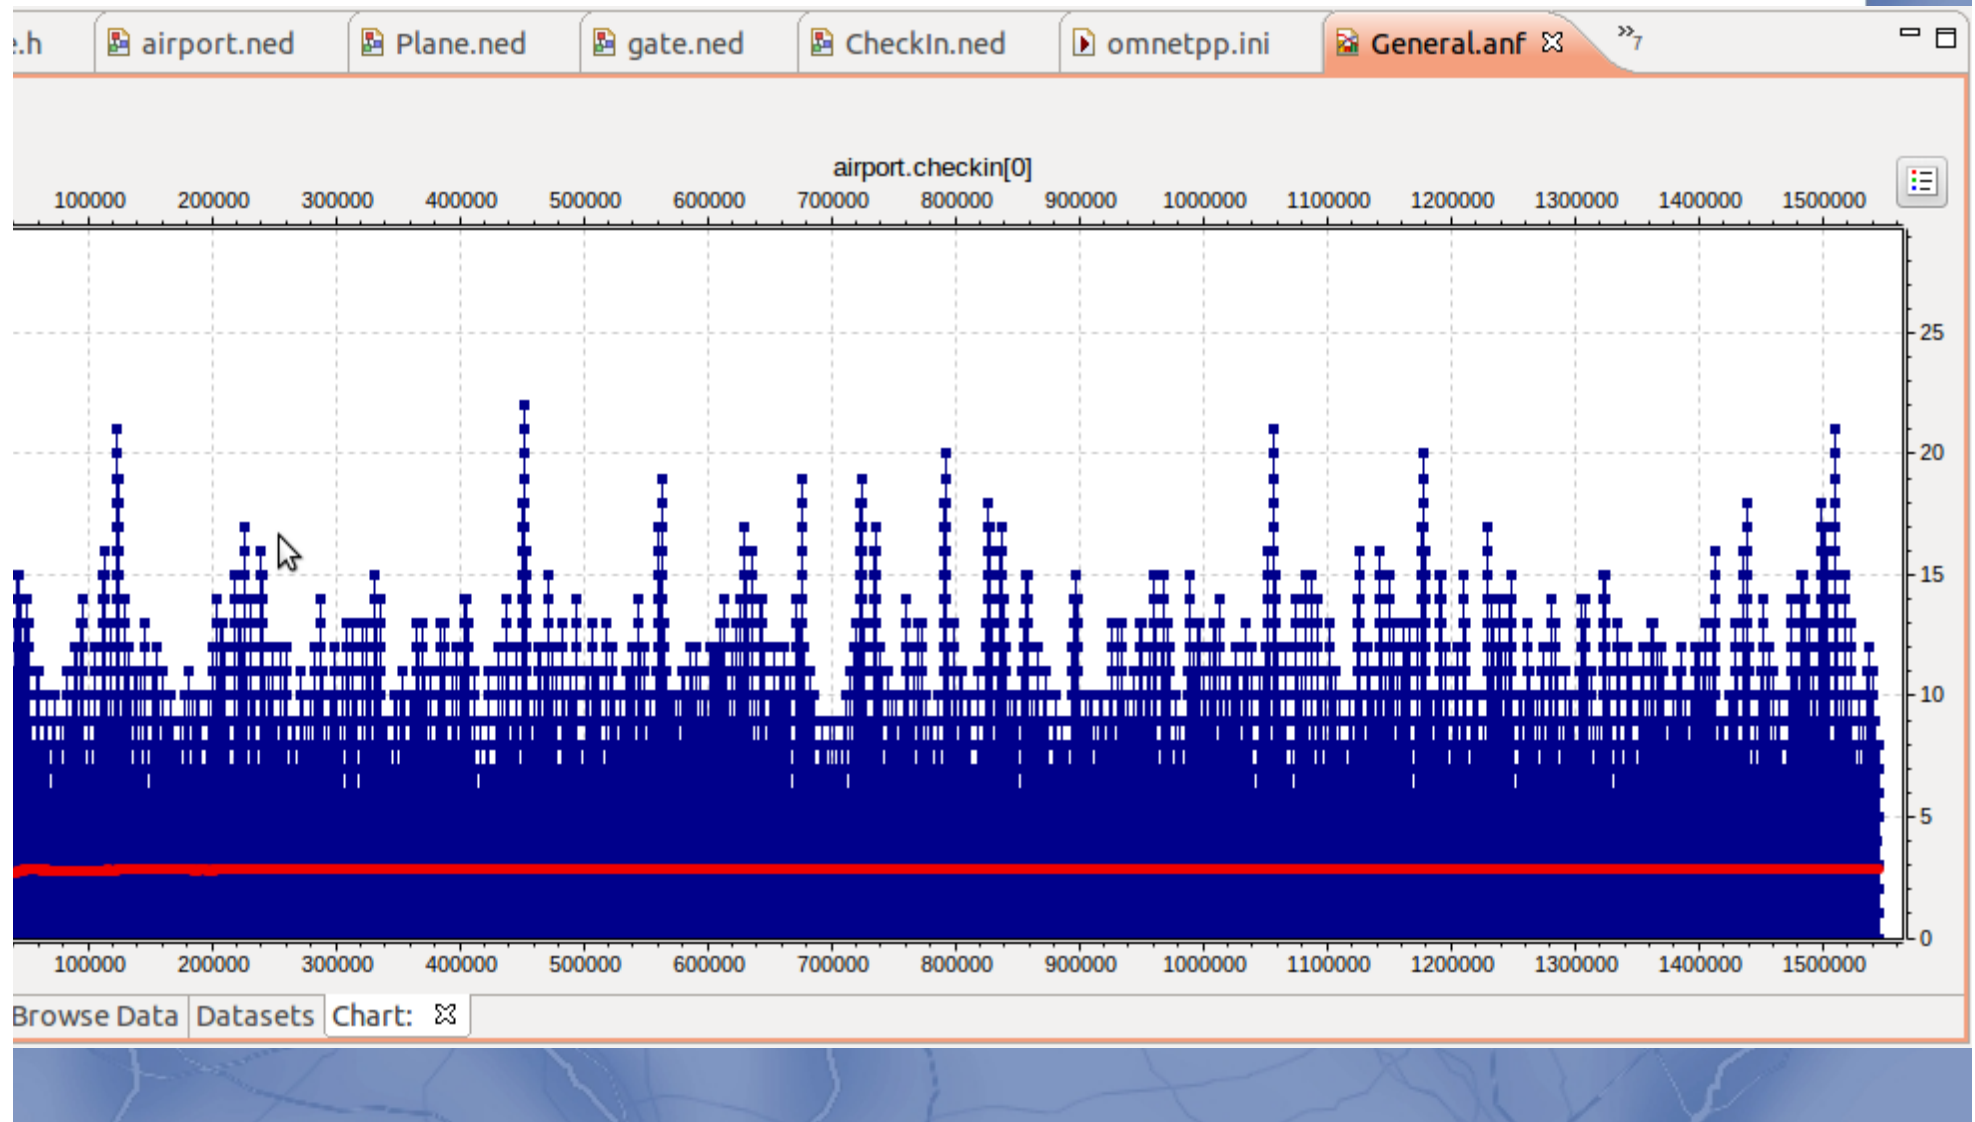 .h airport.ned Plane.ned gate.ned CheckIn.ned omnetpp.ini General.anf »7
airport.checkin[0]
100000 200000 300000 400000 500000 600000 700000 800000 900000 1000000 1100000 1200000 1300000 1400000 1500000
25
20
15
10
5
0
100000 200000 300000 400000 500000 600000 700000 800000 900000 1000000 1100000 1200000 1300000 1400000 1500000
Browse Data Datasets Chart: